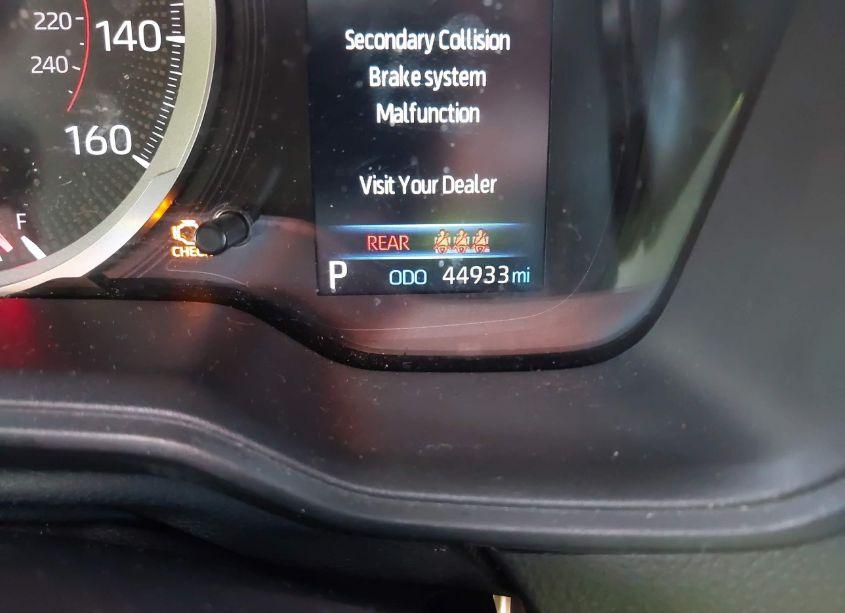 220
140
240
160
F
CHECK
Secondary Collision
Brake system
Malfunction
Visit Your Dealer
REAR
P ODO 44933 mi